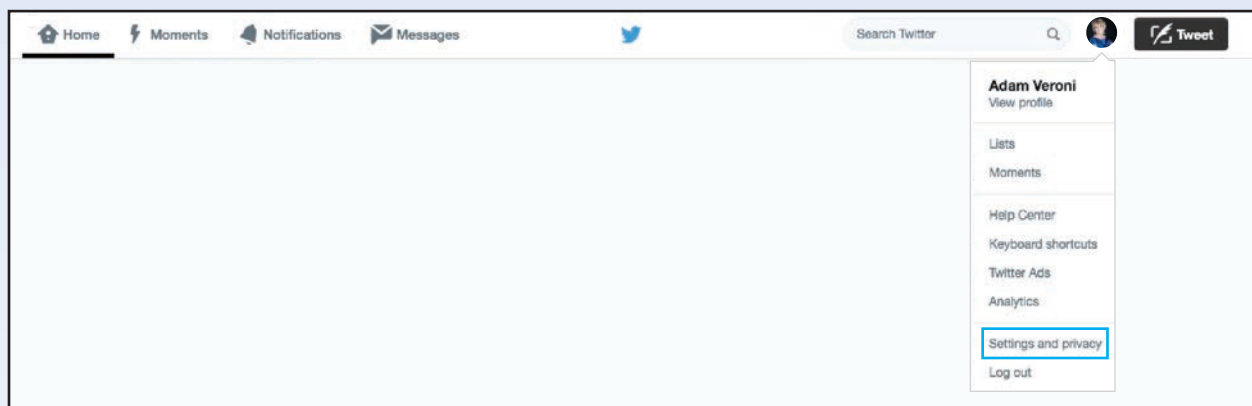 Home Moments Notifications Messages Search Twitter Tweet
Adam Veroni
View profile
Lists
Moments
Help Center
Keyboard shortcuts
Twitter Ads
Analytics
Settings and privacy
Log out